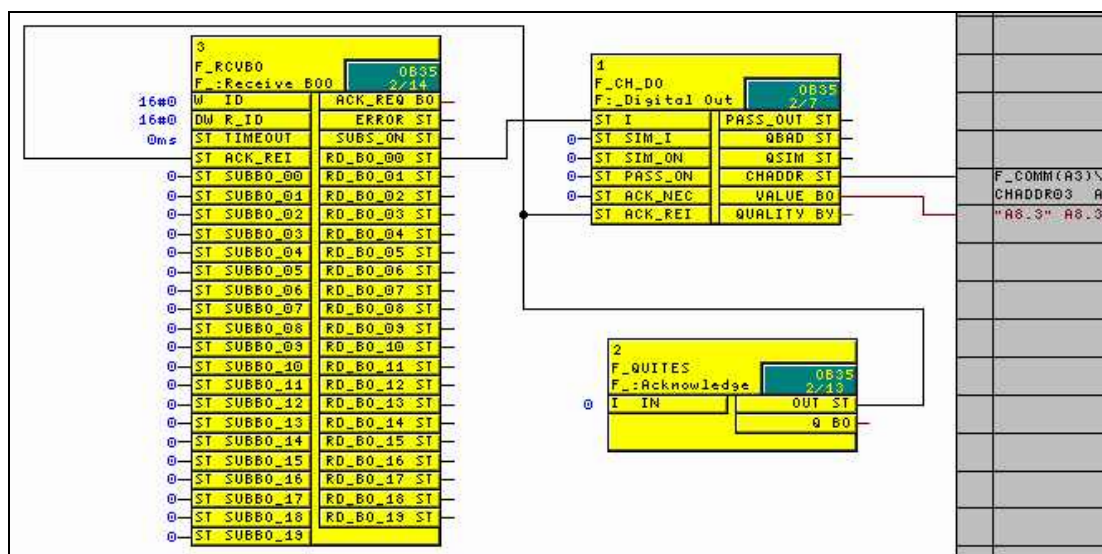 3
F_RCVBO
F_:Receive BOO
OB35
2/14
16#0 W ID ACK_REQ BO
16#0 DW R_ID ERROR ST
0ms ST TIMEOUT SUBS_ON ST
ST ACK_REI RD_BO_00 ST
0 ST SUBBO_00 RD_BO_01 ST
0 ST SUBBO_01 RD_BO_02 ST
0 ST SUBBO_02 RD_BO_03 ST
0 ST SUBBO_03 RD_BO_04 ST
0 ST SUBBO_04 RD_BO_05 ST
0 ST SUBBO_05 RD_BO_06 ST
0 ST SUBBO_06 RD_BO_07 ST
0 ST SUBBO_07 RD_BO_08 ST
0 ST SUBBO_08 RD_BO_09 ST
0 ST SUBBO_09 RD_BO_10 ST
0 ST SUBBO_10 RD_BO_11 ST
0 ST SUBBO_11 RD_BO_12 ST
0 ST SUBBO_12 RD_BO_13 ST
0 ST SUBBO_13 RD_BO_14 ST
0 ST SUBBO_14 RD_BO_15 ST
0 ST SUBBO_15 RD_BO_16 ST
0 ST SUBBO_16 RD_BO_17 ST
0 ST SUBBO_17 RD_BO_18 ST
0 ST SUBBO_18 RD_BO_19 ST
0 ST SUBBO_19
1
F_CH_DO
F:_Digital Out
OB35
2/7
ST I PASS_OUT ST
0 ST SIM_I QBAD ST
0 ST SIM_ON QSIM ST
0 ST PASS_ON CHADDR ST
0 ST ACK_NEC VALUE BO
ST ACK_REI QUALITY BY
F_COMM(A3)\
CHADDR03 A
"A8.3" A8.3
2
F_QUITES
F_:Acknowledge
OB35
2/13
0 I IN OUT ST
Q BO